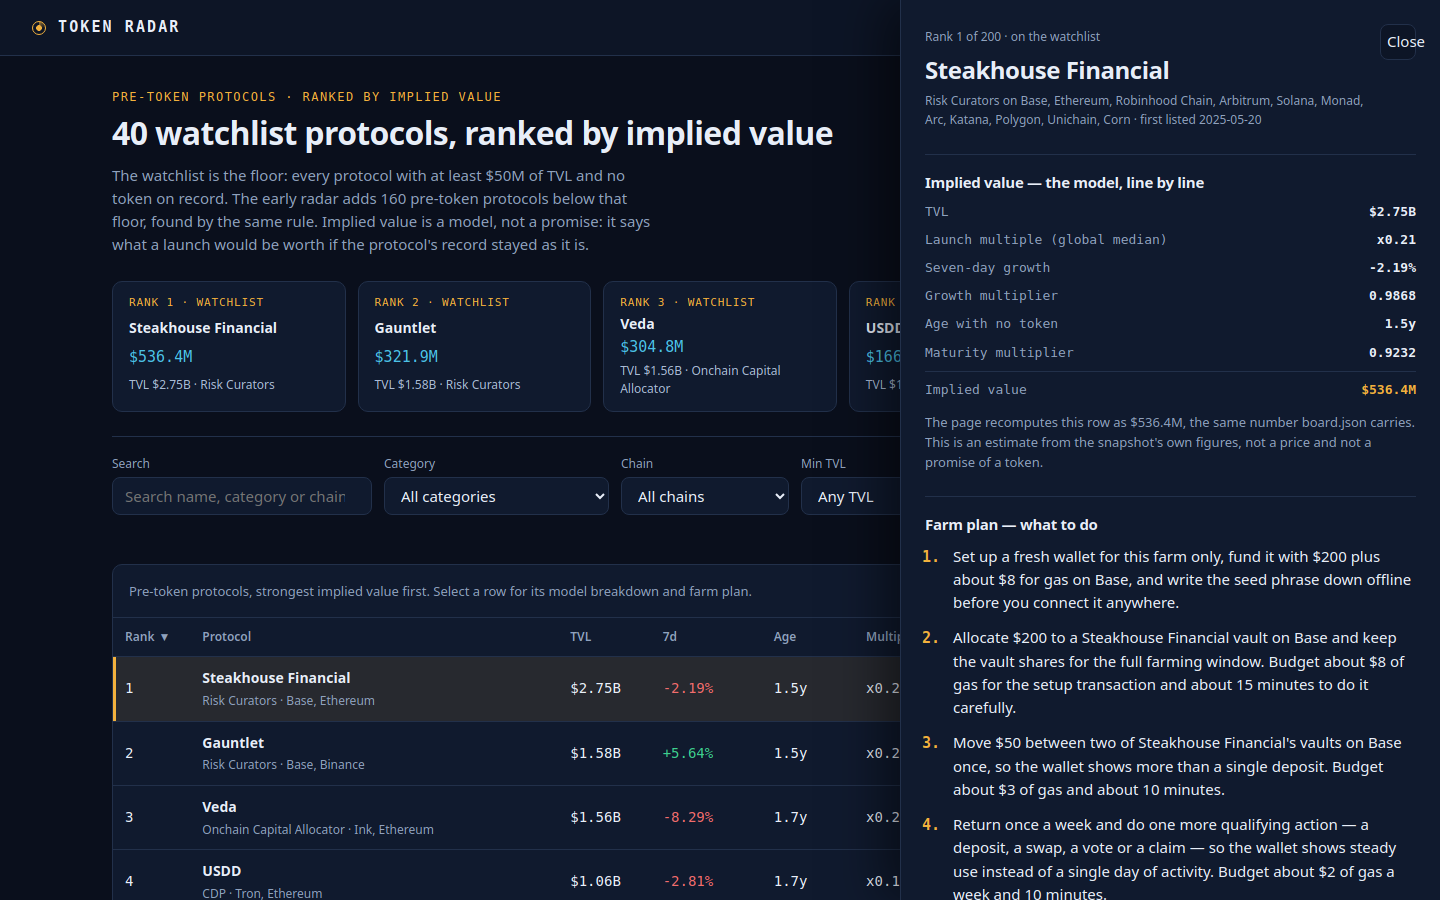 TOKEN RADAR
PRE-TOKEN PROTOCOLS · RANKED BY IMPLIED VALUE
40 watchlist protocols, ranked by implied value
The watchlist is the floor: every protocol with at least $50M of TVL and no
token on record. The early radar adds 160 pre-token protocols below that
floor, found by the same rule. Implied value is a model, not a promise: it says
what a launch would be worth if the protocol's record stayed as it is.
RANK 1 · WATCHLIST
Steakhouse Financial
$536.4M
TVL $2.75B · Risk Curators
RANK 2 · WATCHLIST
Gauntlet
$321.9M
TVL $1.58B · Risk Curators
RANK 3 · WATCHLIST
Veda
$304.8M
TVL $1.56B · Onchain Capital
Allocator
RANK
USDD
$166
TVL $1
Search
Category
Chain
Min TVL
Search name, category or chain
All categories
All chains
Any TVL
Pre-token protocols, strongest implied value first. Select a row for its model breakdown and farm plan.
Rank ▼ Protocol TVL 7d Age Multip
1 Steakhouse Financial $2.75B -2.19% 1.5y x0.2
Risk Curators · Base, Ethereum
2 Gauntlet $1.58B +5.64% 1.5y x0.2
Risk Curators · Base, Binance
3 Veda $1.56B -8.29% 1.7y x0.2
Onchain Capital Allocator · Ink, Ethereum
4 USDD $1.06B -2.81% 1.7y x0.1
CDP · Tron, Ethereum
Rank 1 of 200 · on the watchlist
Close
Steakhouse Financial
Risk Curators on Base, Ethereum, Robinhood Chain, Arbitrum, Solana, Monad,
Arc, Katana, Polygon, Unichain, Corn · first listed 2025-05-20
Implied value — the model, line by line
TVL $2.75B
Launch multiple (global median) x0.21
Seven-day growth -2.19%
Growth multiplier 0.9868
Age with no token 1.5y
Maturity multiplier 0.9232
Implied value $536.4M
The page recomputes this row as $536.4M, the same number board.json carries.
This is an estimate from the snapshot's own figures, not a price and not a
promise of a token.
Farm plan — what to do
1. Set up a fresh wallet for this farm only, fund it with $200 plus
about $8 for gas on Base, and write the seed phrase down offline
before you connect it anywhere.
2. Allocate $200 to a Steakhouse Financial vault on Base and keep
the vault shares for the full farming window. Budget about $8 of
gas for the setup transaction and about 15 minutes to do it
carefully.
3. Move $50 between two of Steakhouse Financial's vaults on Base
once, so the wallet shows more than a single deposit. Budget
about $3 of gas and about 10 minutes.
4. Return once a week and do one more qualifying action — a
deposit, a swap, a vote or a claim — so the wallet shows steady
use instead of a single day of activity. Budget about $2 of gas a
week and 10 minutes.